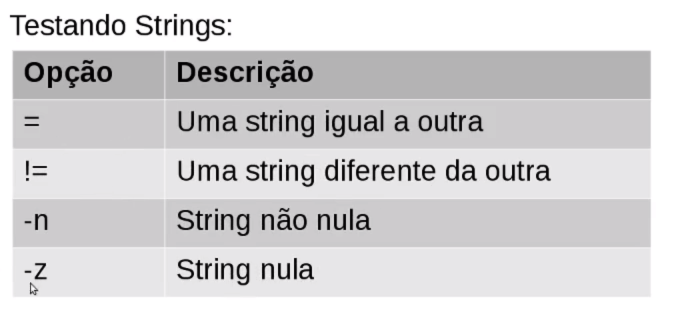 Testando Strings:
Opção Descrição
= Uma string igual a outra
!= Uma string diferente da outra
-n String não nula
-z String nula